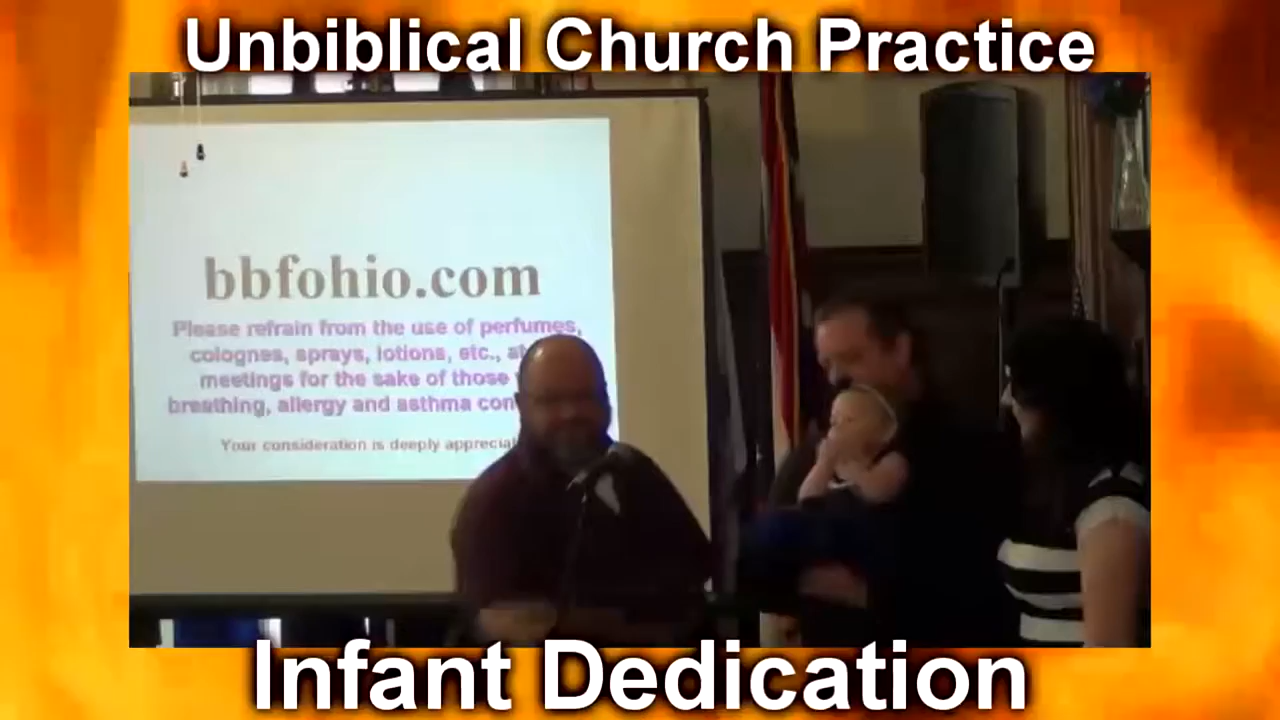 Unbiblical Church Practice
bbfohio.com
Please refrain from the use of perfumes,
colognes, sprays, lotions, etc.,
meetings for the sake of those
breathing, allergy and asthma
Your consideration is deeply
Infant Dedication